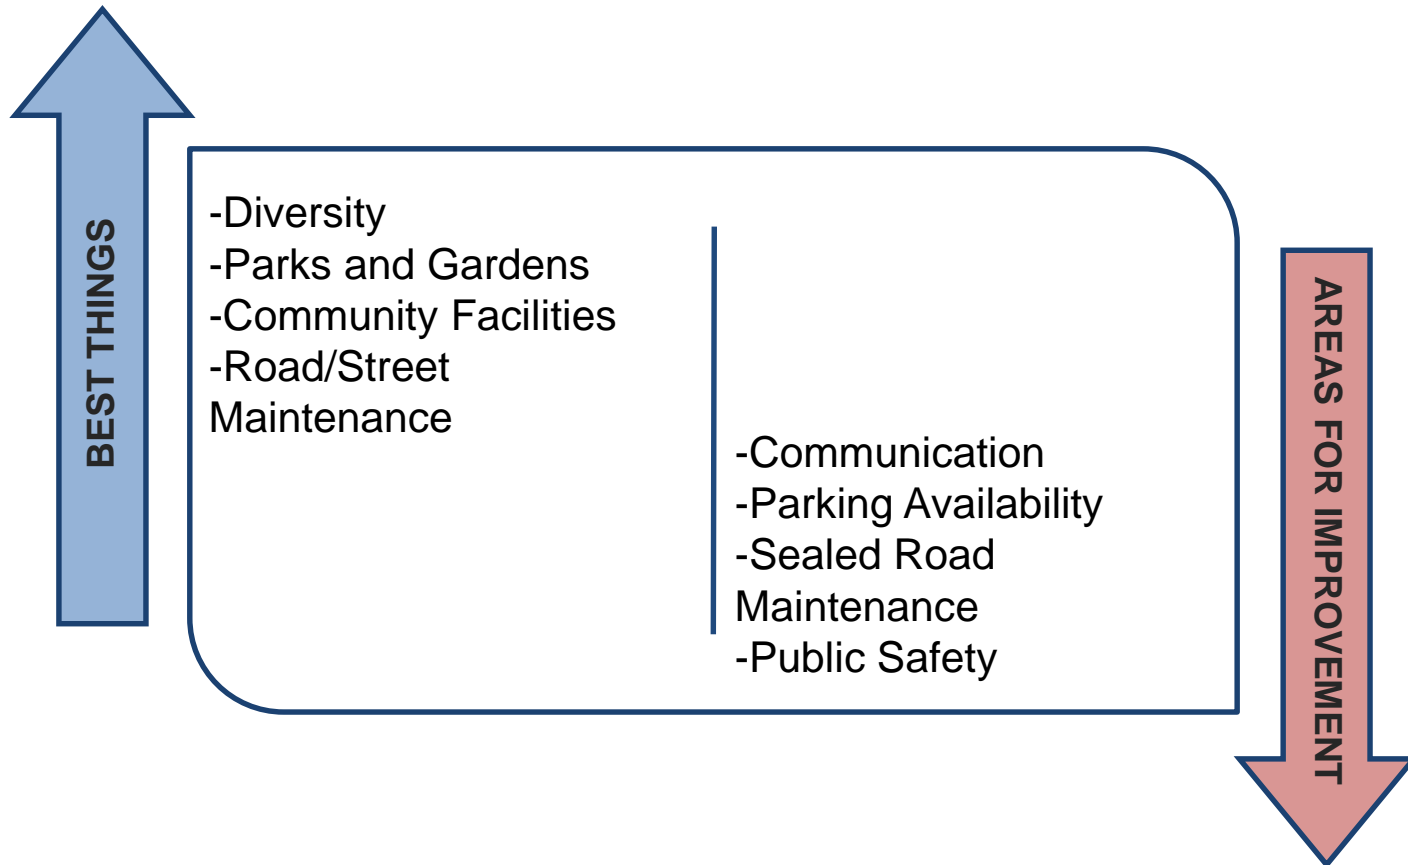 BEST THINGS
-Diversity
-Parks and Gardens
-Community Facilities
-Road/Street
Maintenance
-Communication
-Parking Availability
-Sealed Road
Maintenance
-Public Safety
AREAS FOR IMPROVEMENT